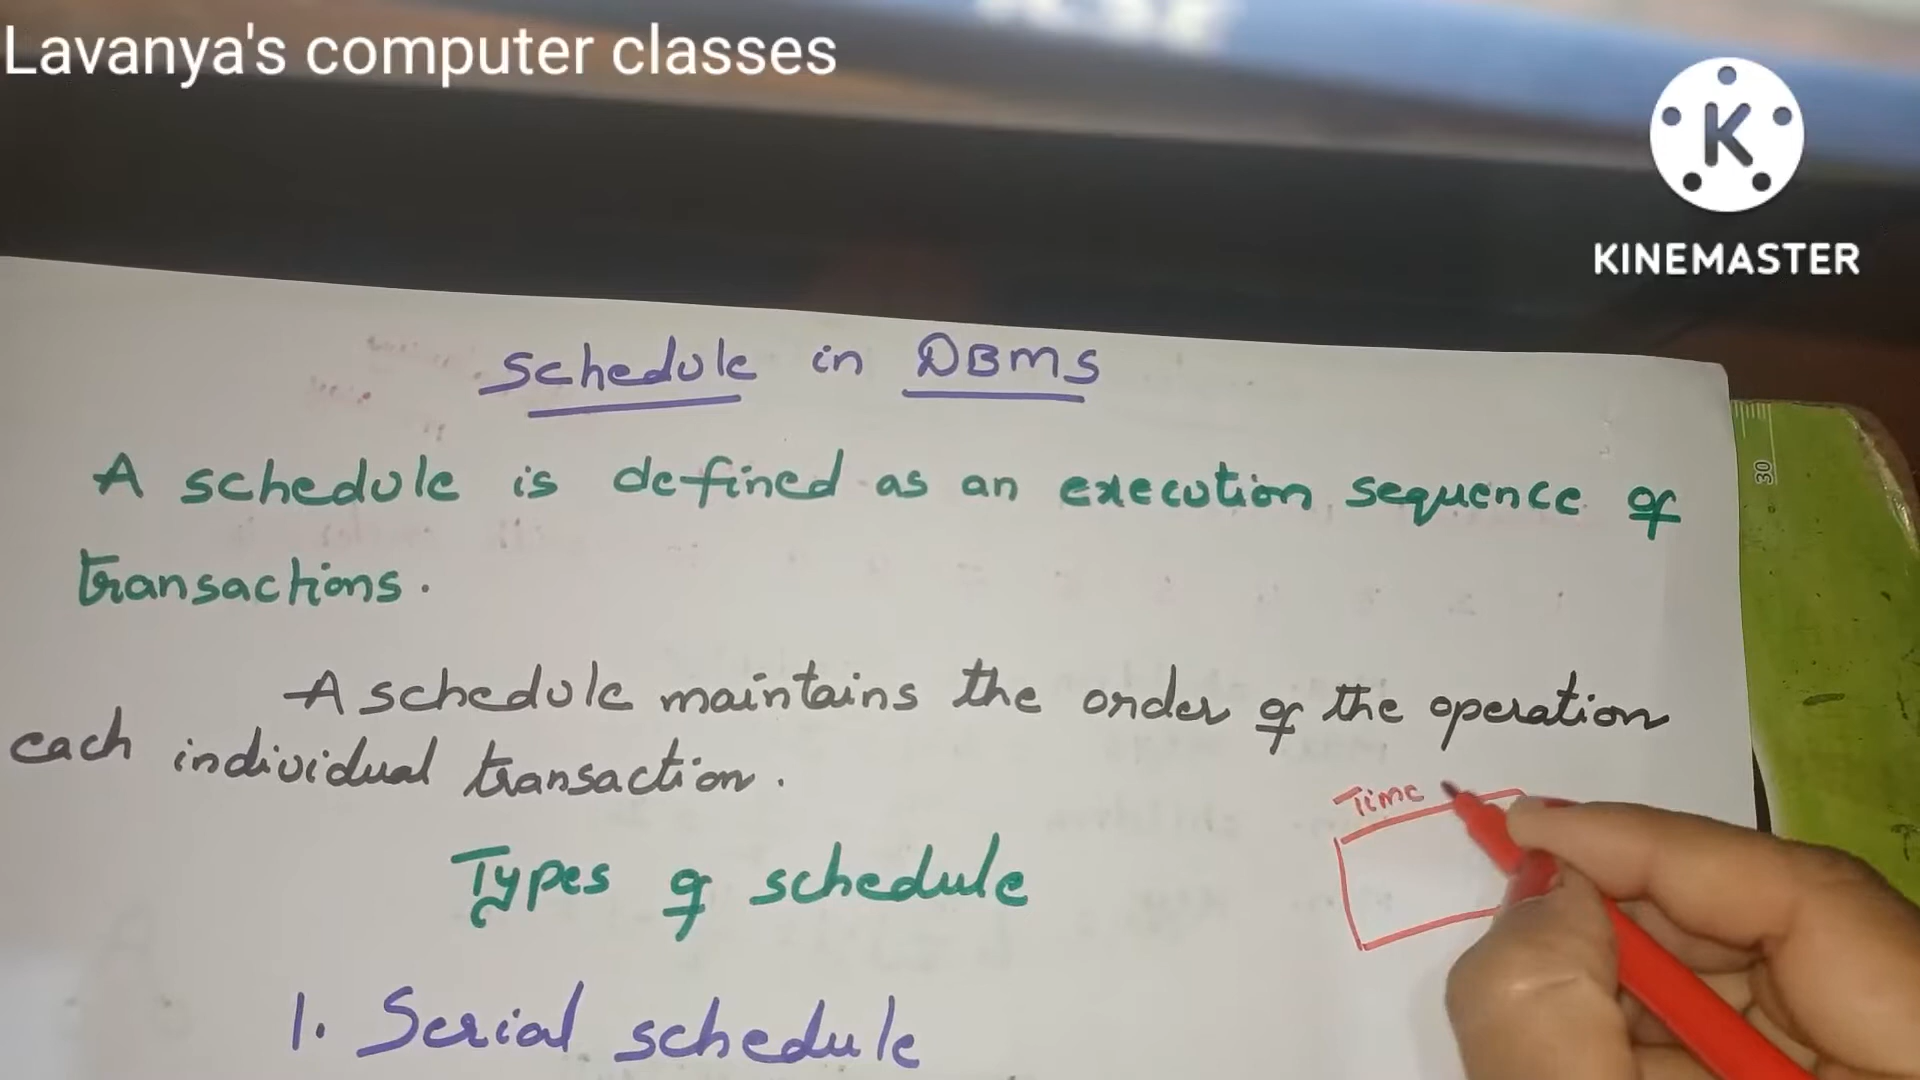 Lavanya's computer classes
K
KINEMASTER
Schedule in DBMS
A schedule is defined as an execution sequence of
transactions.
A schedule maintains the order of the operation
each individual transaction.
Time
Types of schedule
1. Serial schedule
30